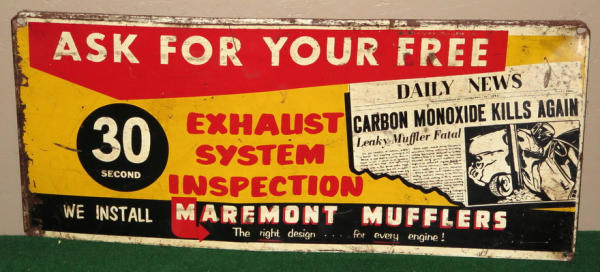 ASK FOR YOUR FREE
30
SECOND
EXHAUST
SYSTEM
INSPECTION
DAILY NEWS
CARBON MONOXIDE KILLS AGAIN
Leaky Muffler Fatal
WE INSTALL MAREMONT MUFFLERS
The right design .... for every engine!